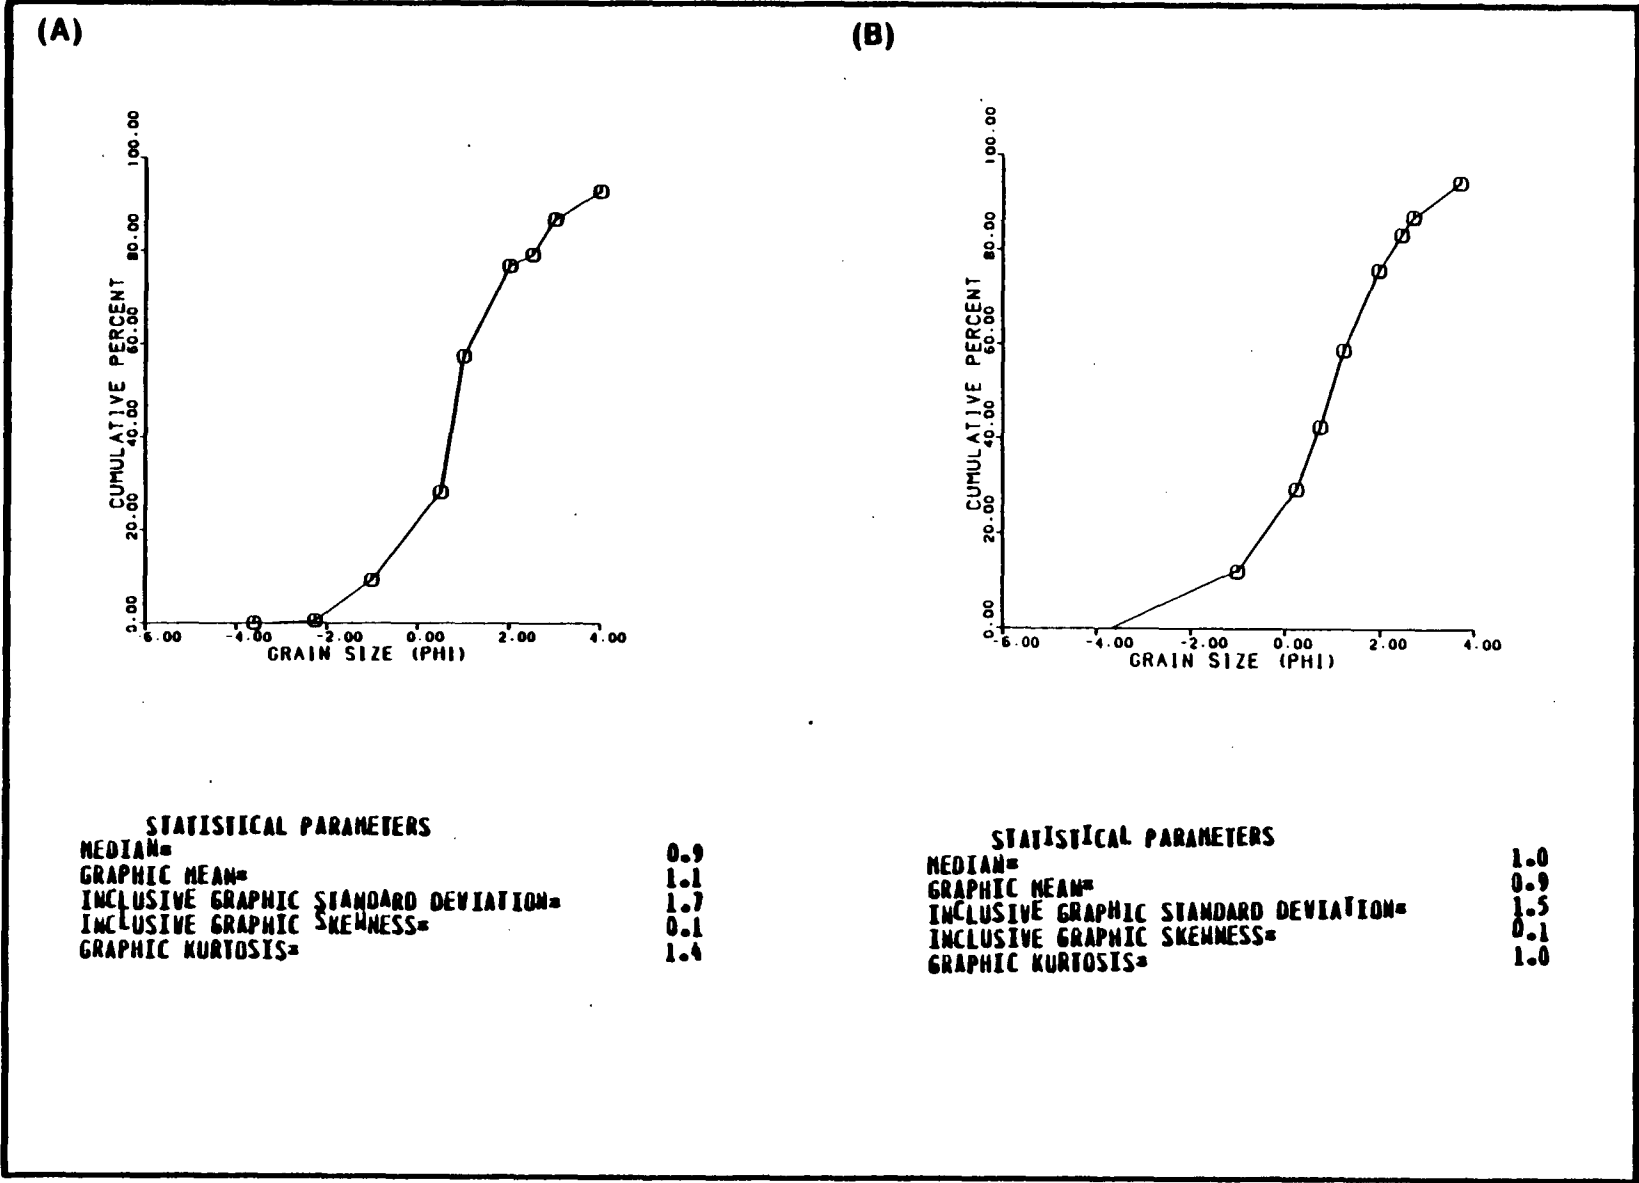 (A)
(B)
100.00
80.00
60.00
40.00
20.00
0.00
CUMULATIVE PERCENT
-6.00 -4.00 -2.00 0.00 2.00 4.00
GRAIN SIZE (PHI)
100.00
80.00
60.00
40.00
20.00
0.00
CUMULATIVE PERCENT
-6.00 -4.00 -2.00 0.00 2.00 4.00
GRAIN SIZE (PHI)
STATISTICAL PARAMETERS
MEDIAN= 0.9
GRAPHIC MEAN= 1.1
INCLUSIVE GRAPHIC STANDARD DEVIATION= 1.7
INCLUSIVE GRAPHIC SKEWNESS= 0.1
GRAPHIC KURTOSIS= 1.4
STATISTICAL PARAMETERS
MEDIAN= 1.0
GRAPHIC MEAN= 0.9
INCLUSIVE GRAPHIC STANDARD DEVIATION= 1.5
INCLUSIVE GRAPHIC SKEWNESS= 0.1
GRAPHIC KURTOSIS= 1.0